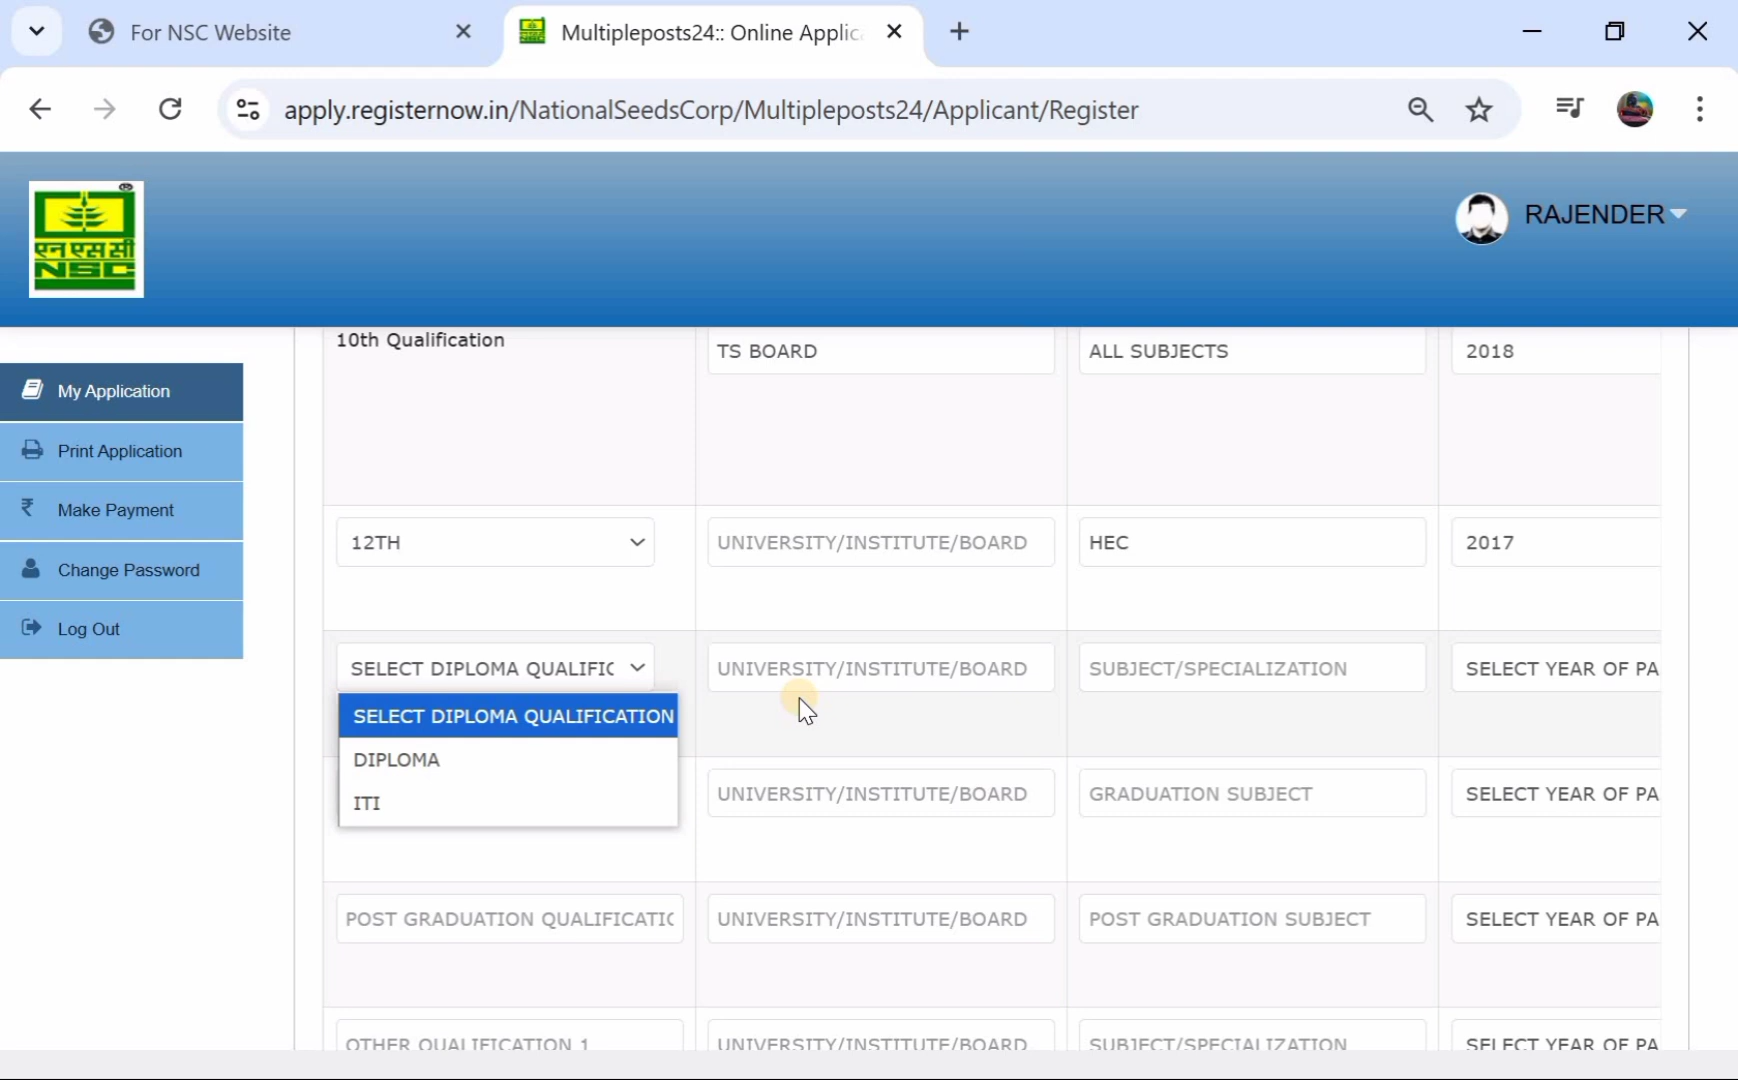 For NSC Website
Multipleposts24:: Online Applic
apply.registernow.in/NationalSeedsCorp/Multipleposts24/Applicant/Register
एन एस सी
NSC
RAJENDER
My Application
Print Application
₹ Make Payment
Change Password
Log Out
10th Qualification
TS BOARD
ALL SUBJECTS
2018
12TH
UNIVERSITY/INSTITUTE/BOARD
HEC
2017
SELECT DIPLOMA QUALIFIC
UNIVERSITY/INSTITUTE/BOARD
SUBJECT/SPECIALIZATION
SELECT YEAR OF PA
SELECT DIPLOMA QUALIFICATION
DIPLOMA
ITI
UNIVERSITY/INSTITUTE/BOARD
GRADUATION SUBJECT
SELECT YEAR OF PA
POST GRADUATION QUALIFICATIO
UNIVERSITY/INSTITUTE/BOARD
POST GRADUATION SUBJECT
SELECT YEAR OF PA
OTHER QUALIFICATION 1
UNIVERSITY/INSTITUTE/BOARD
SUBJECT/SPECIALIZATION
SELECT YEAR OF PA